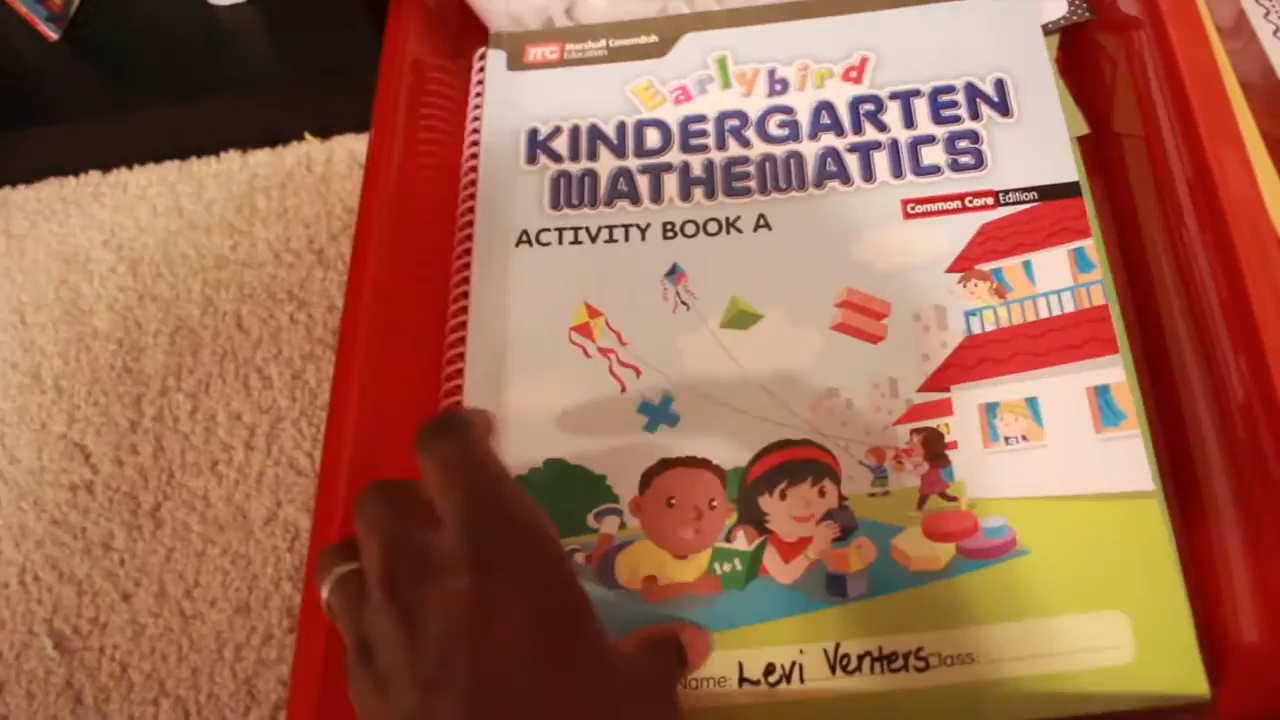 Marshall Cavendish
Education
Earlybird
KINDERGARTEN
MATHEMATICS
Common Core Edition
ACTIVITY BOOK A
1+1
Name: Levi Venters Class: